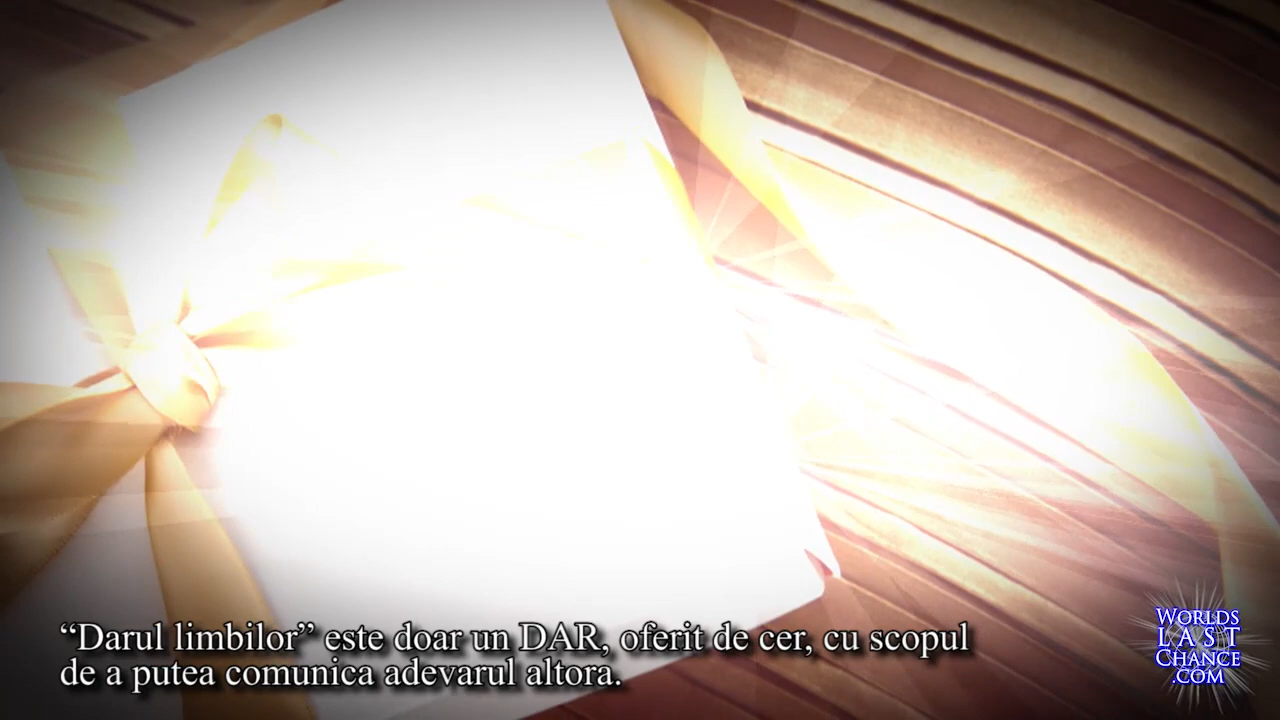 “Darul limbilor” este doar un DAR, oferit de cer, cu scopul
de a putea comunica adevarul altora.
WORLDS
LAST
CHANCE
.COM